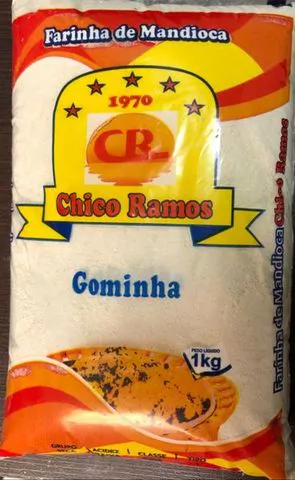 Farinha de Mandioca
1970
CR
Chico Ramos
Gominha
PESO LÍQUIDO
1kg
Farinha de Mandioca Chico Ramos
GRUPO
ACIDEZ
CLASSE
TIPO